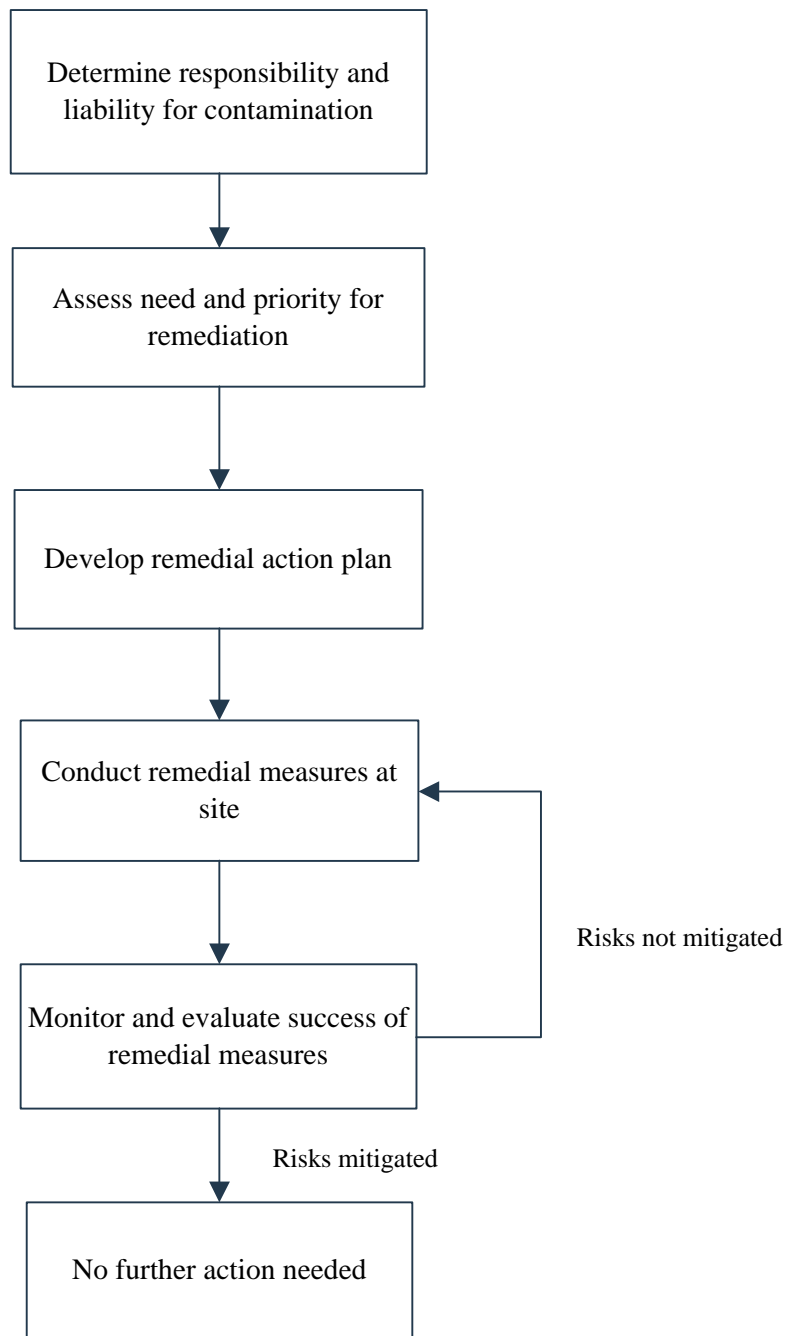 Determine responsibility and
liability for contamination
Assess need and priority for
remediation
Develop remedial action plan
Conduct remedial measures at
site
Risks not mitigated
Monitor and evaluate success of
remedial measures
Risks mitigated
No further action needed